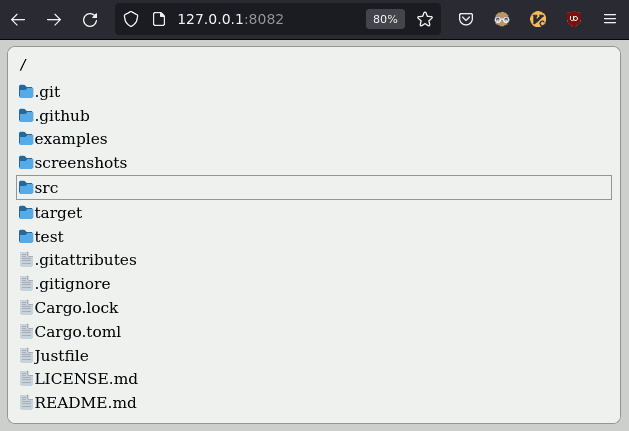 127.0.0.1:8082 80%
/
.git
.github
examples
screenshots
src
target
test
.gitattributes
.gitignore
Cargo.lock
Cargo.toml
Justfile
LICENSE.md
README.md